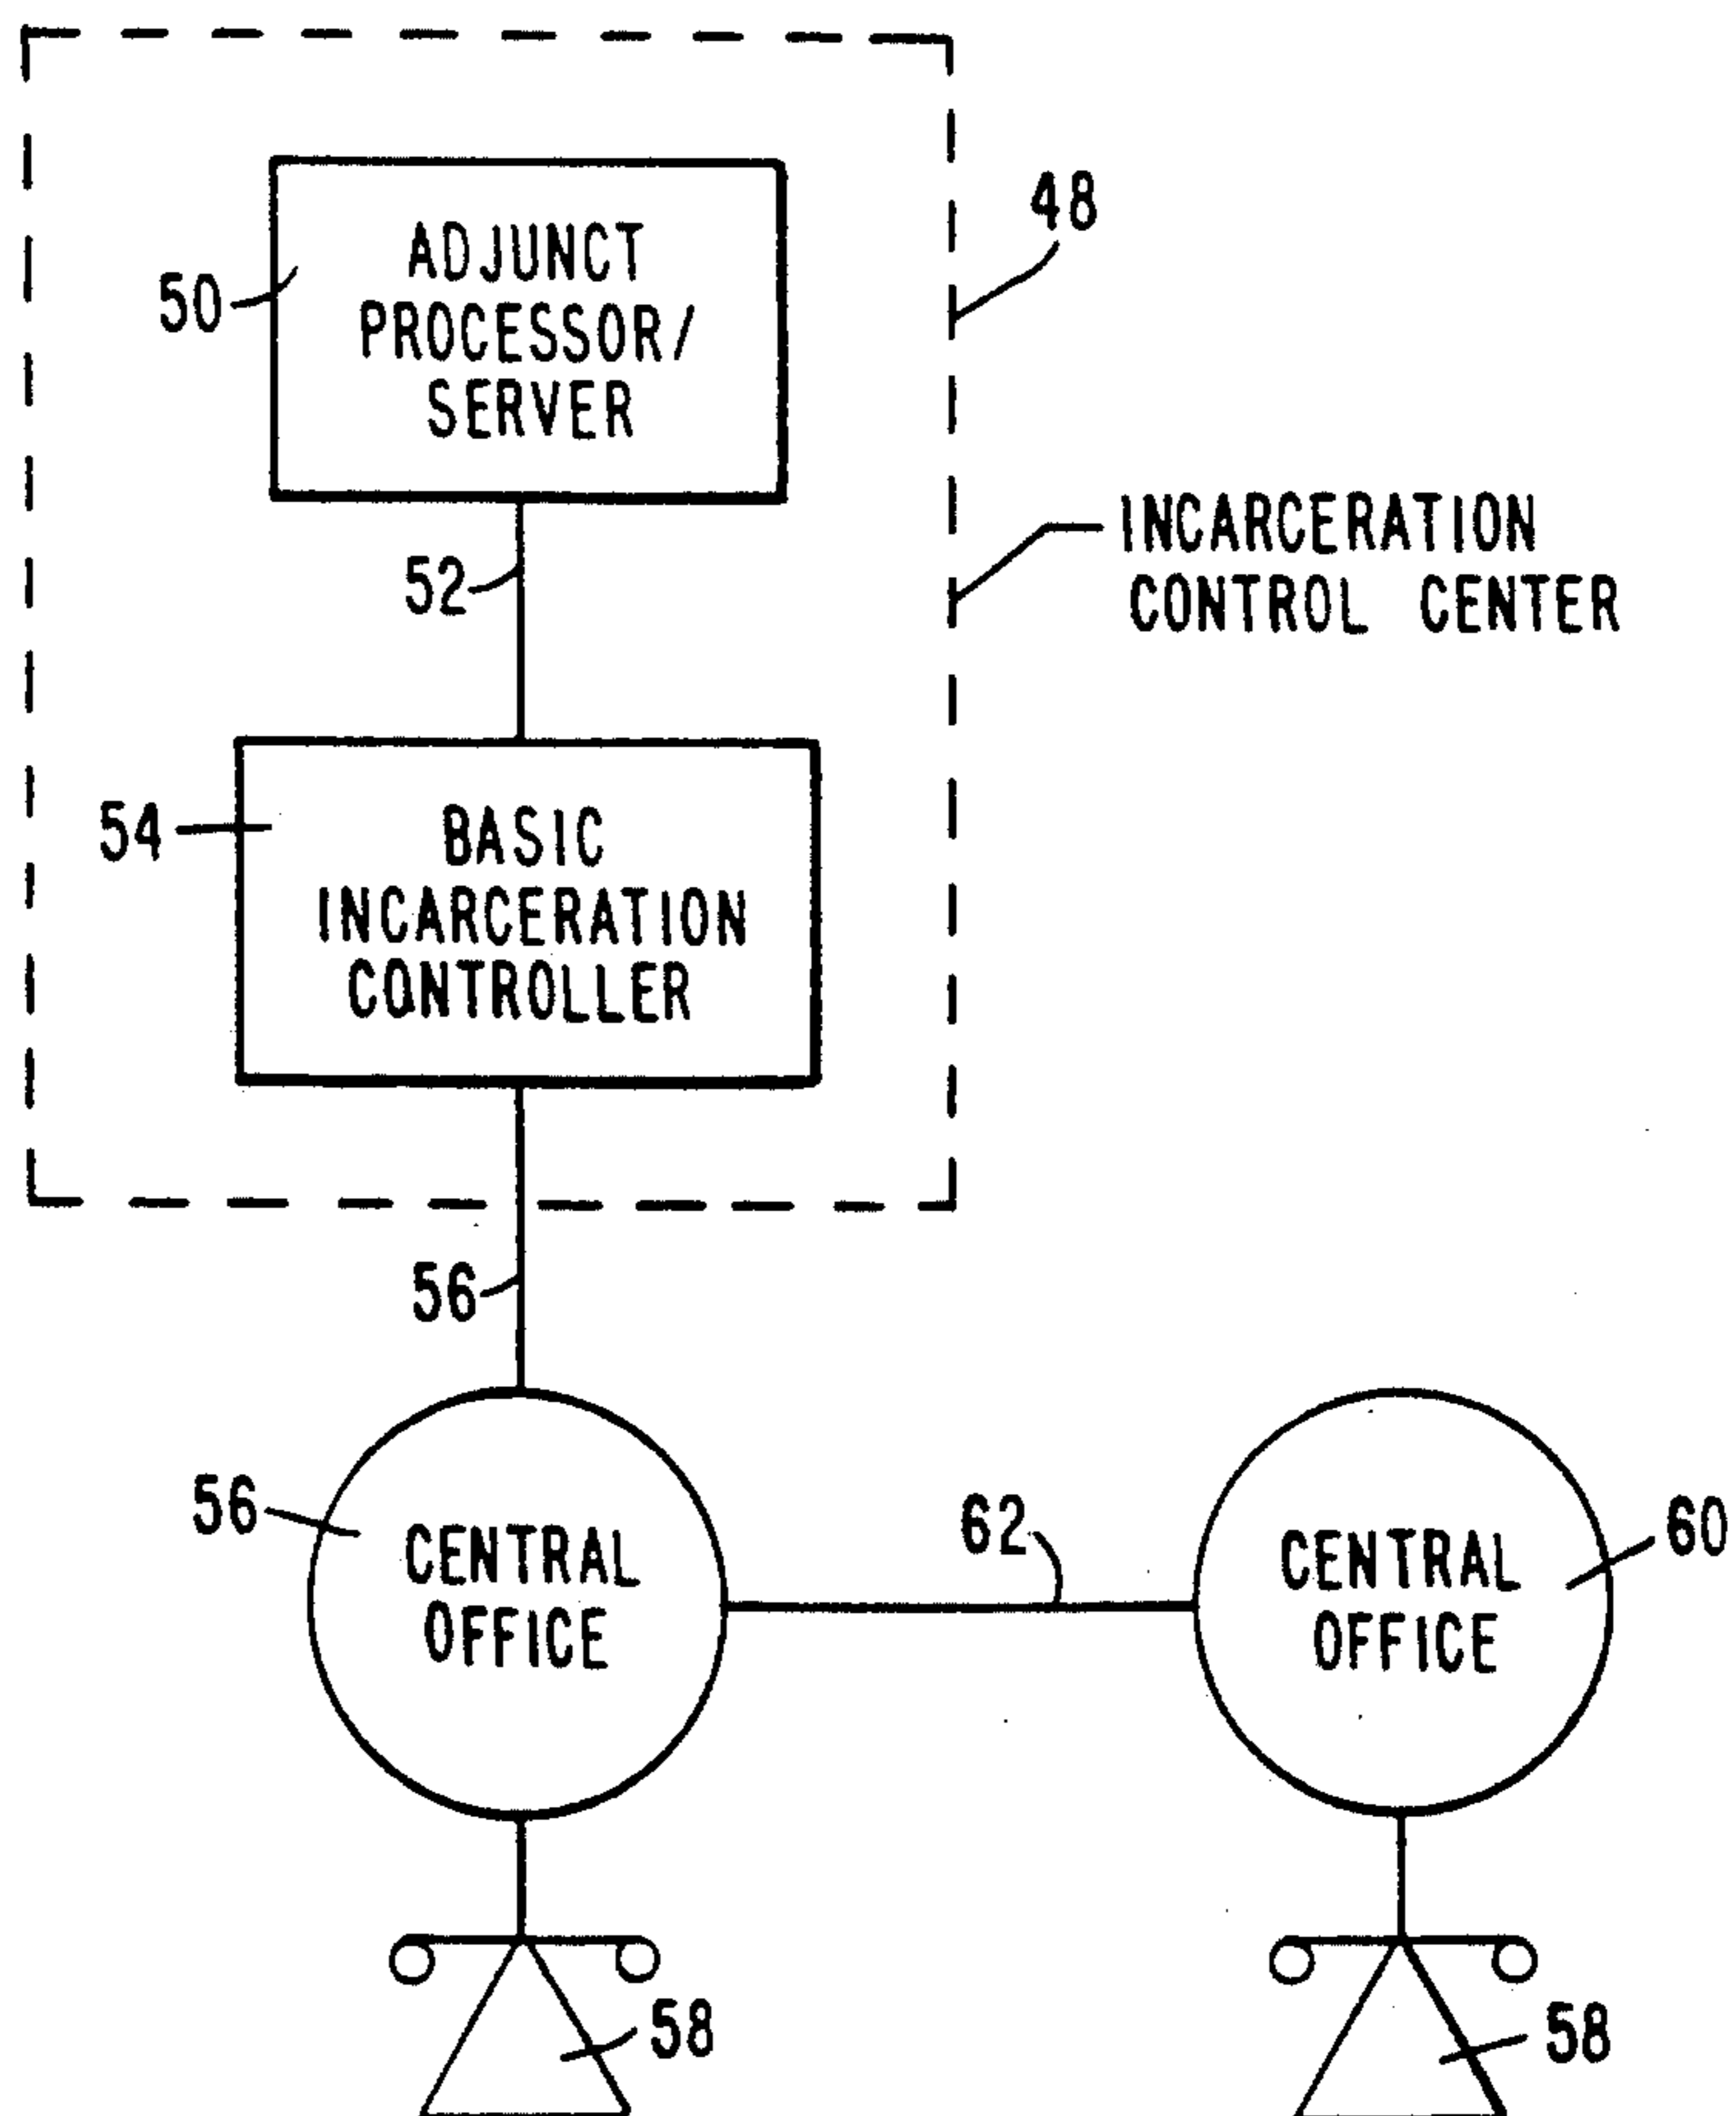 48
ADJUNCT
PROCESSOR/
SERVER
50
INCARCERATION
CONTROL CENTER
52
54
BASIC
INCARCERATION
CONTROLLER
56
56
CENTRAL
OFFICE
62
CENTRAL
OFFICE
60
58
58